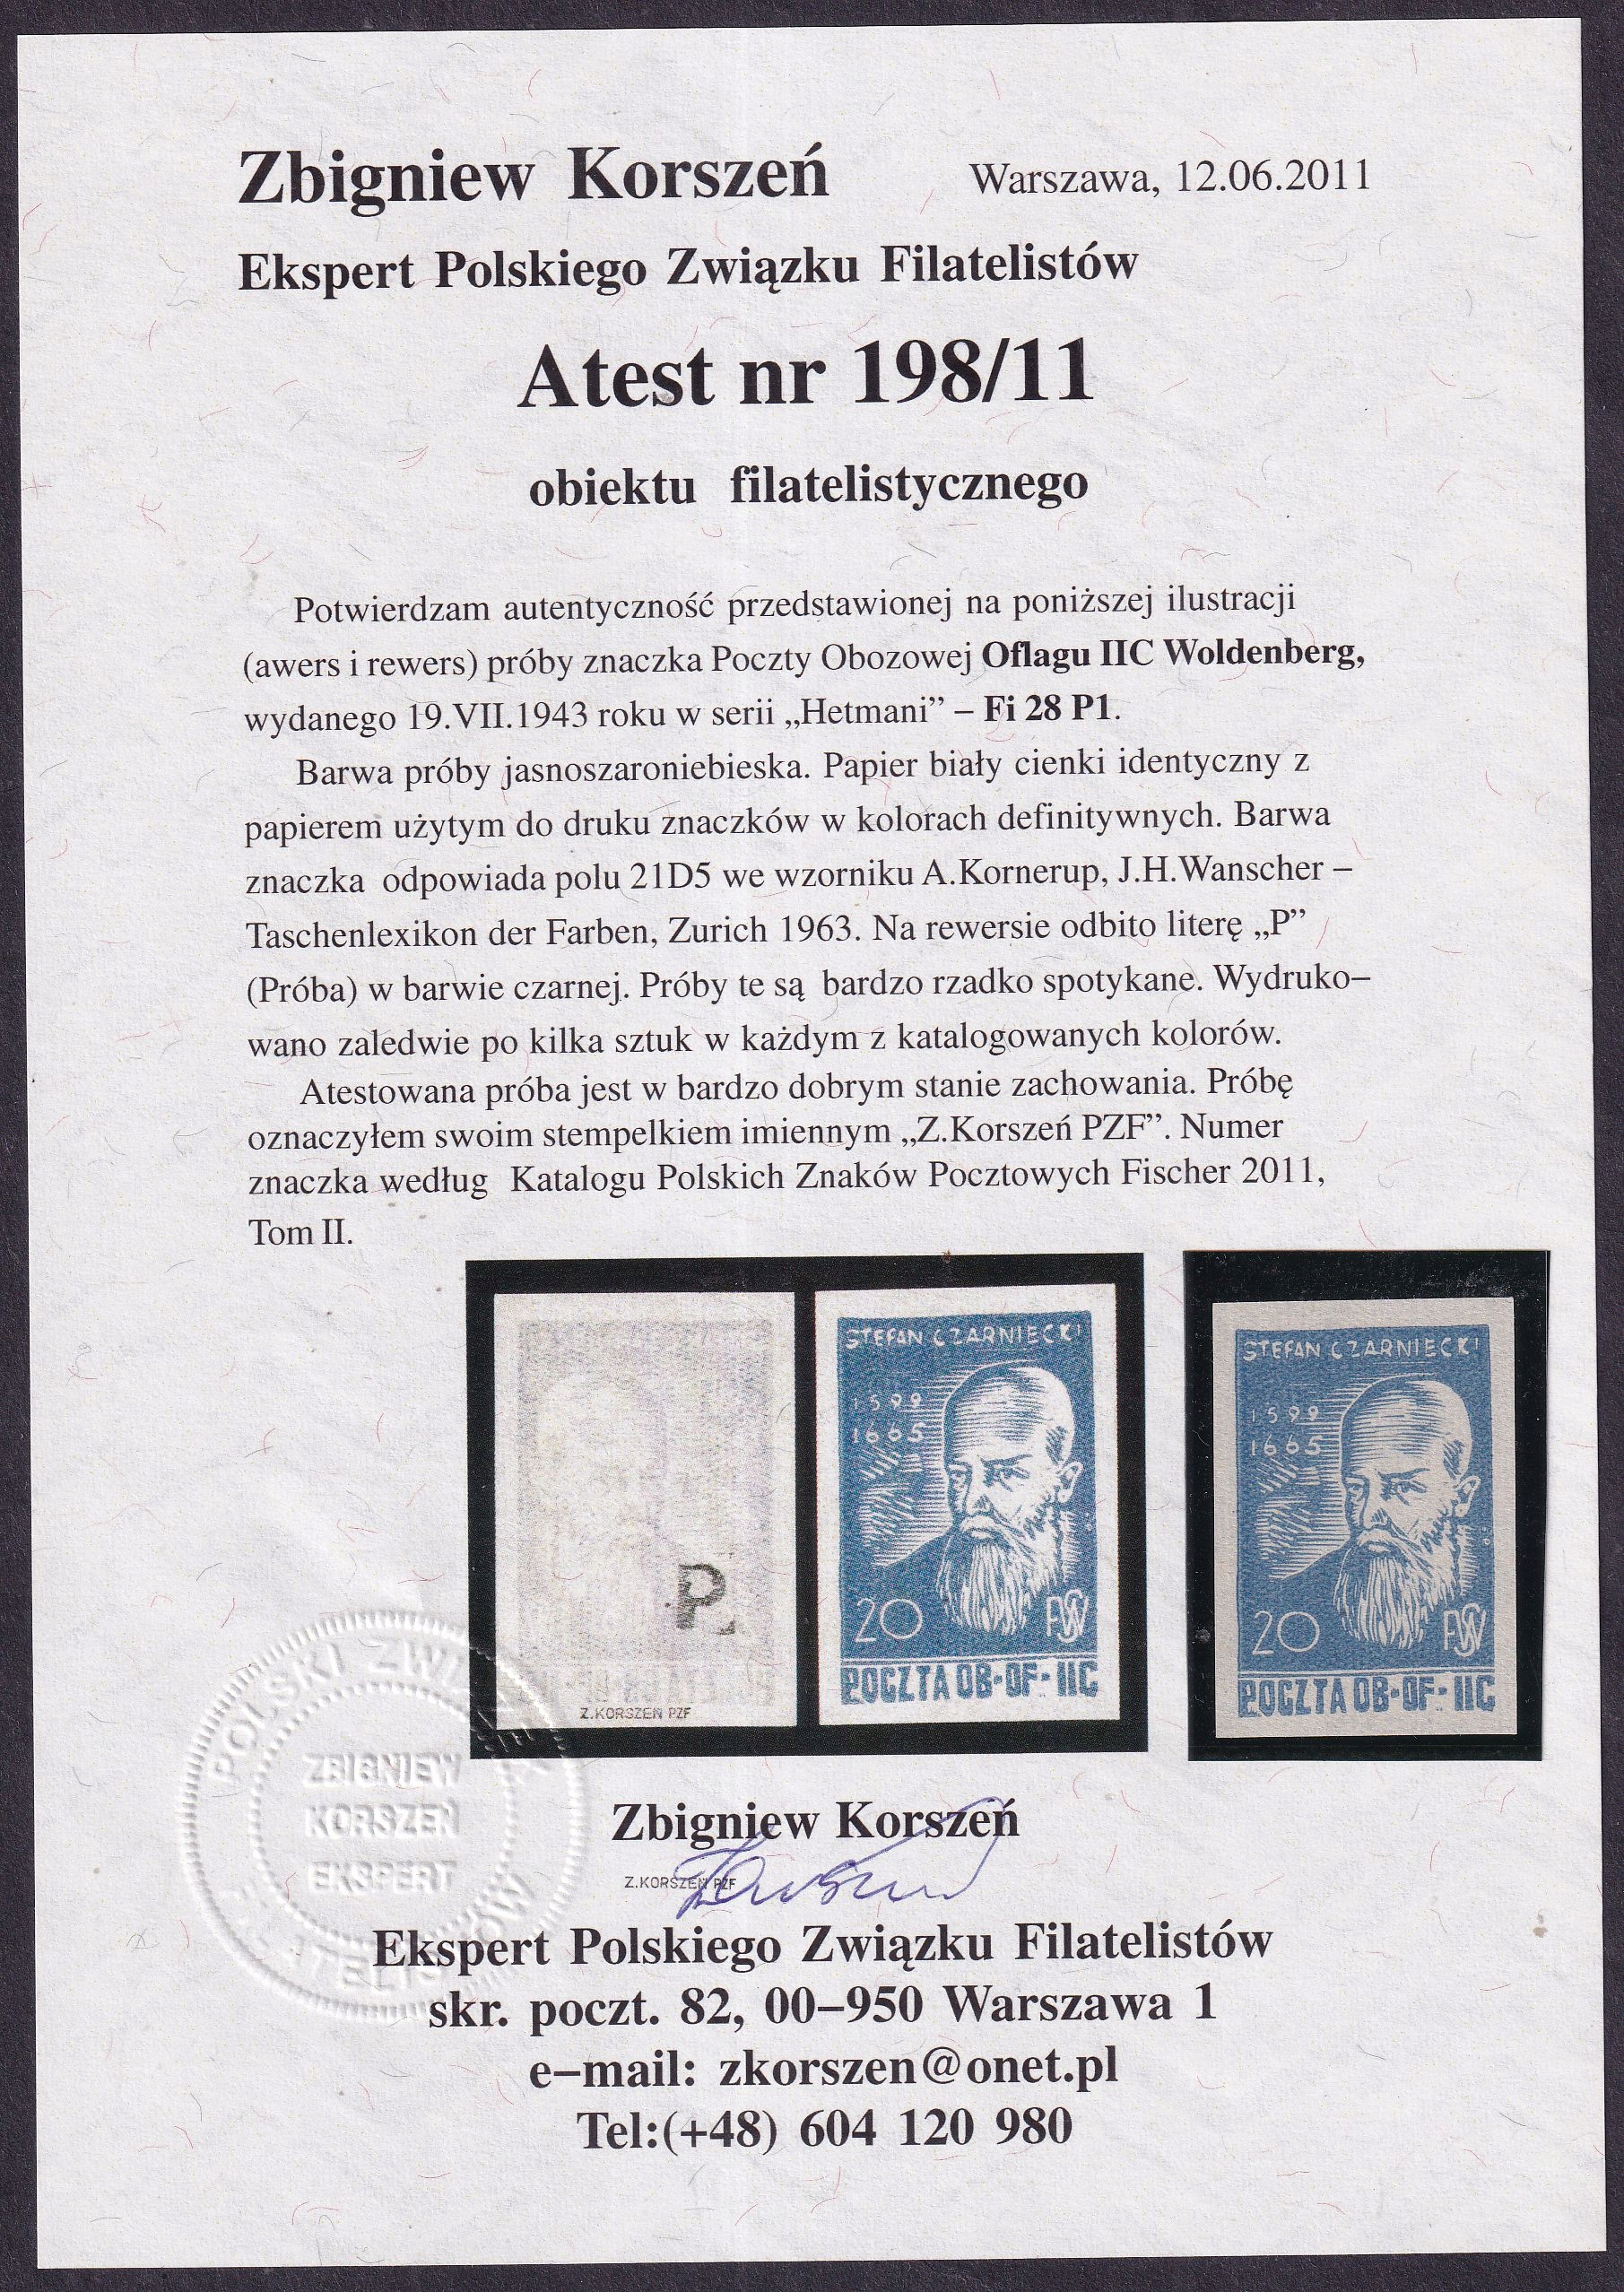 Zbigniew Korszeń
Warszawa, 12.06.2011
Ekspert Polskiego Związku Filatelistów
Atest nr 198/11
obiektu filatelistycznego
Potwierdzam autentyczność przedstawionej na poniższej ilustracji
(awers i rewers) próby znaczka Poczty Obozowej Oflagu IIC Woldenberg,
wydanego 19.VII.1943 roku w serii „Hetmani” – Fi 28 P1.
Barwa próby jasnoszaroniebieska. Papier biały cienki identyczny z
papierem użytym do druku znaczków w kolorach definitywnych. Barwa
znaczka odpowiada polu 21D5 we wzorniku A.Kornerup, J.H.Wanscher –
Taschenlexikon der Farben, Zurich 1963. Na rewersie odbito literę „P”
(Próba) w barwie czarnej. Próby te są bardzo rzadko spotykane. Wydruko–
wano zaledwie po kilka sztuk w każdym z katalogowanych kolorów.
Atestowana próba jest w bardzo dobrym stanie zachowania. Próbę
oznaczyłem swoim stempelkiem imiennym „Z.Korszeń PZF”. Numer
znaczka według Katalogu Polskich Znaków Pocztowych Fischer 2011,
Tom II.
P
Z.KORSZEŃ PZF
STEFAN CZARNIECKI
1599
1665
20
POCZTA OB·OF·IIC
STEFAN CZARNIECKI
1599
1665
20
POCZTA OB·OF·IIC
POLSKI
ZBIGNIEW
KORSZEŃ
EKSPERT
Zbigniew Korszeń
Z.KORSZEŃ PZF
Ekspert Polskiego Związku Filatelistów
skr. poczt. 82, 00–950 Warszawa 1
e–mail: zkorszen@onet.pl
Tel:(+48) 604 120 980